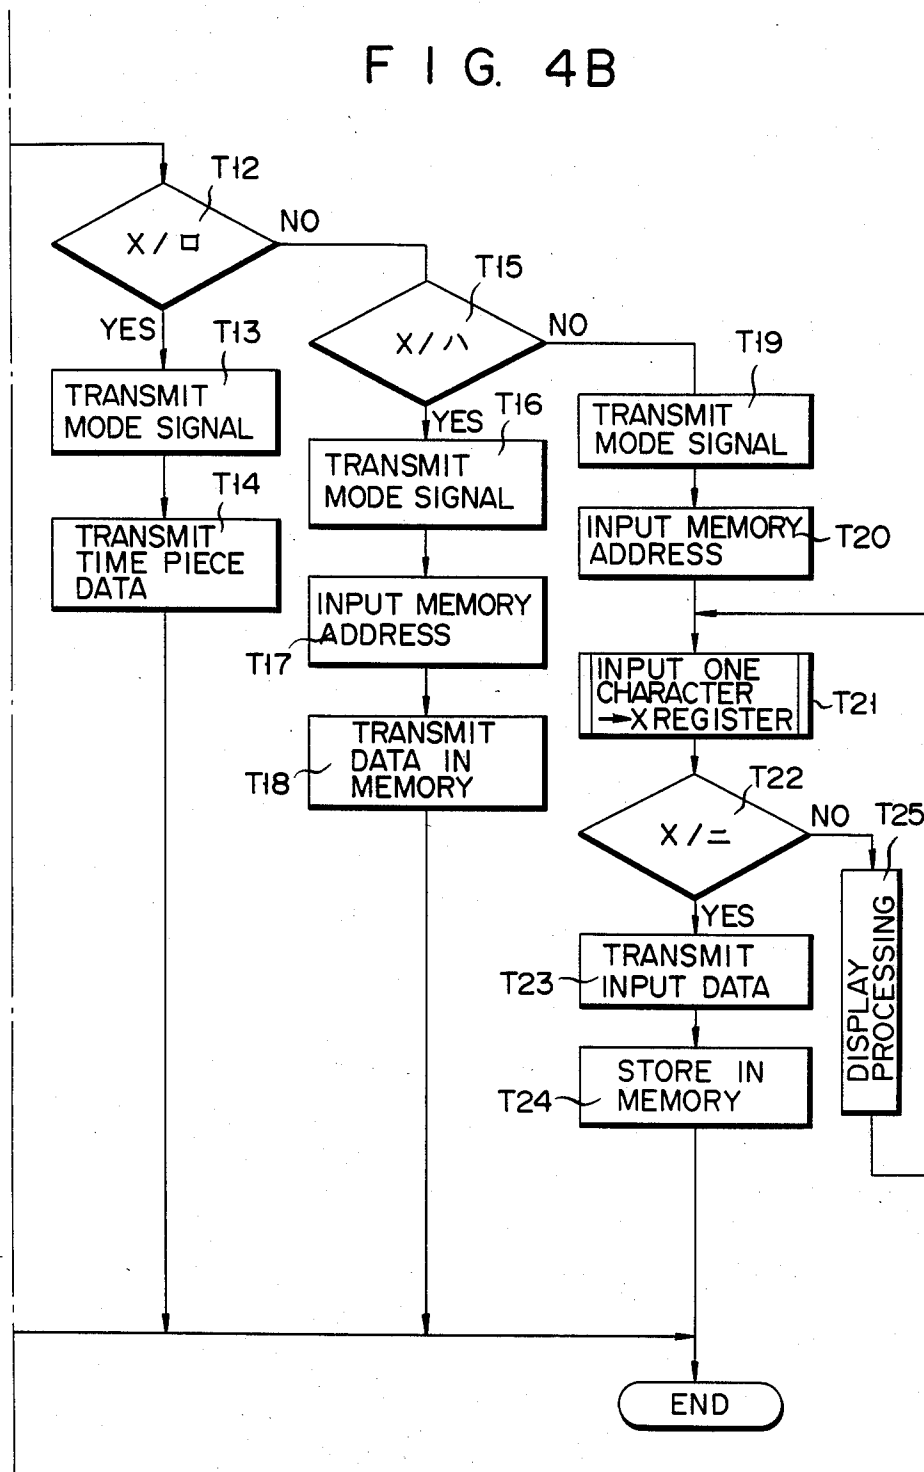 FIG. 4B
T12
X/ロ
NO
YES
T13
TRANSMIT
MODE SIGNAL
T14
TRANSMIT
TIME PIECE
DATA
T15
X/ハ
NO
YES
T16
TRANSMIT
MODE SIGNAL
INPUT MEMORY
ADDRESS
T17
TRANSMIT
DATA IN
MEMORY
T18
T19
TRANSMIT
MODE SIGNAL
INPUT MEMORY
ADDRESS
T20
INPUT ONE
CHARACTER
→X REGISTER
T21
T22
X/ニ
NO
YES
T23
TRANSMIT
INPUT DATA
T24
STORE IN
MEMORY
T25
DISPLAY
PROCESSING
END